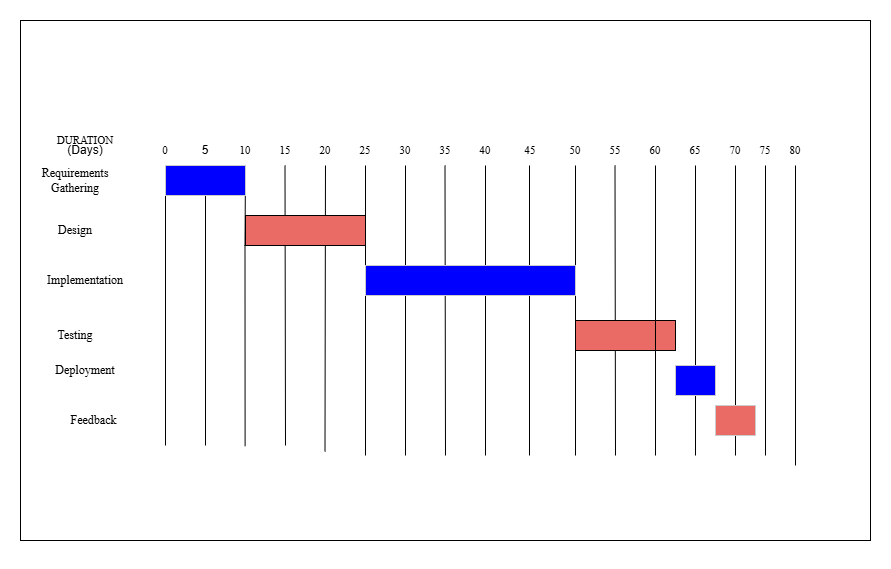 DURATION
(Days)
0 5 10 15 20 25 30 35 40 45 50 55 60 65 70 75 80
Requirements
Gathering
Design
Implementation
Testing
Deployment
Feedback